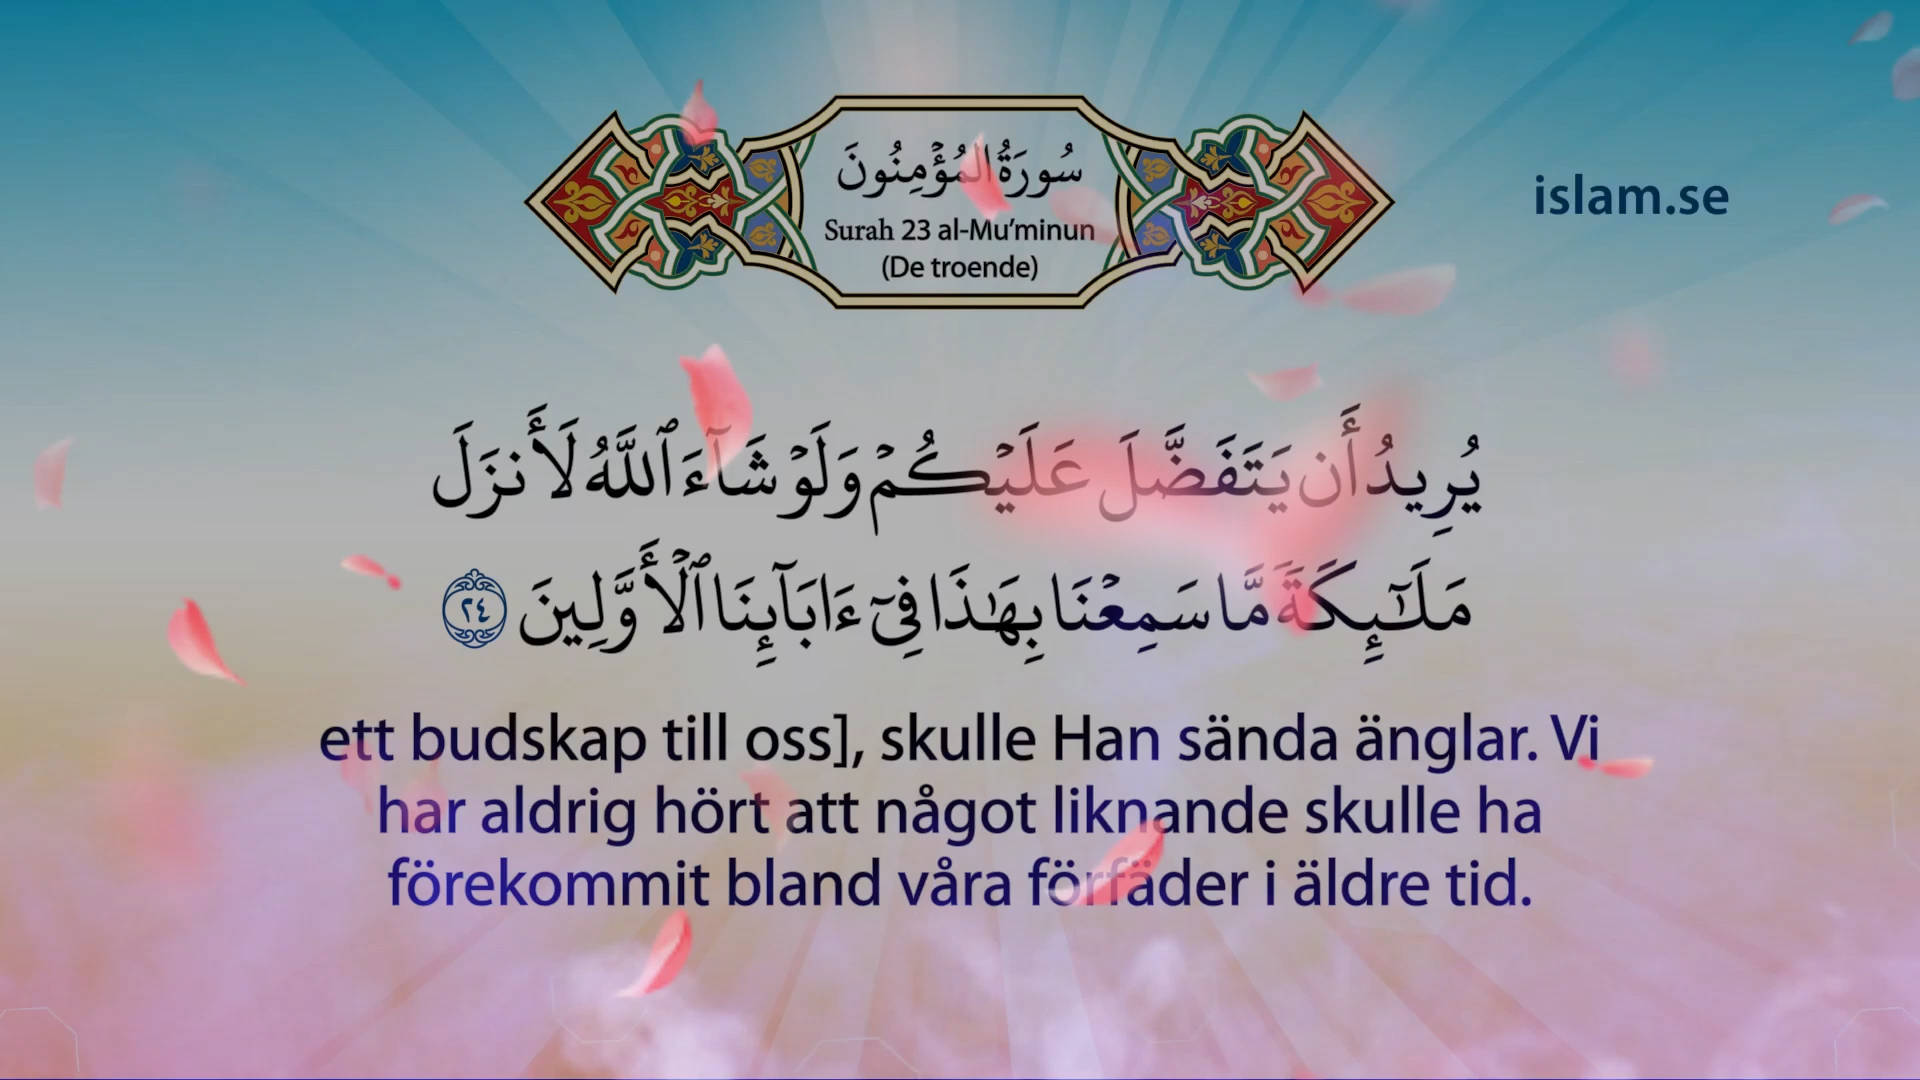 سُورَةُ المُؤۡمِنُونَ
Surah 23 al-Mu’minun
(De troende)
islam.se
يُرِيدُ أَن يَتَفَضَّلَ عَلَيۡكُمۡ وَلَوۡ شَآءَ ٱللَّهُ لَأَنزَلَ
مَلَـٰٓئِكَةً مَّا سَمِعۡنَا بِهَـٰذَا فِىٓ ءَابَآئِنَا ٱلۡأَوَّلِينَ ٢٤
ett budskap till oss], skulle Han sända änglar. Vi
har aldrig hört att något liknande skulle ha
förekommit bland våra förfäder i äldre tid.